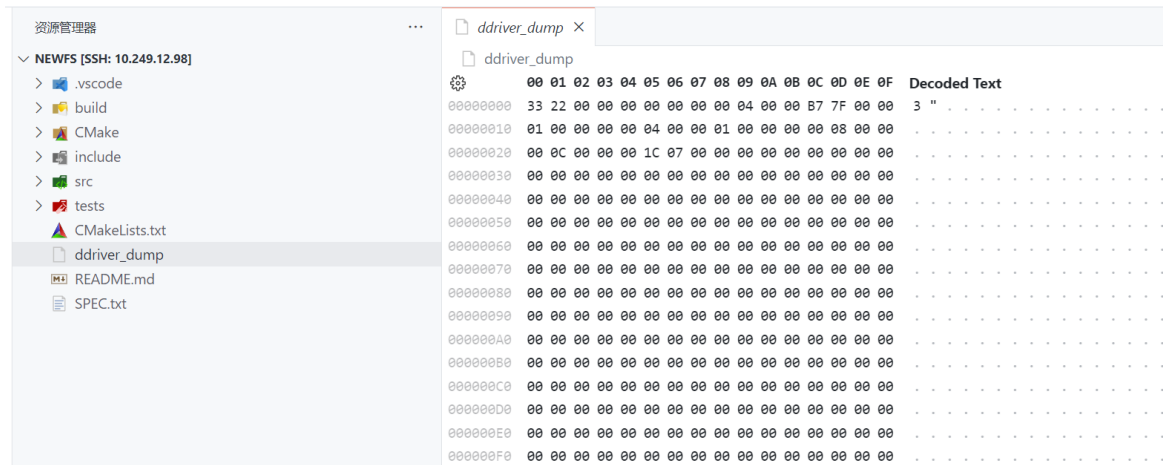 资源管理器 ···
NEWFS [SSH: 10.249.12.98]
.vscode
build
CMake
include
src
tests
CMakeLists.txt
ddriver_dump
README.md
SPEC.txt
ddriver_dump ×
ddriver_dump
00 01 02 03 04 05 06 07 08 09 0A 0B 0C 0D 0E 0F Decoded Text
00000000 33 22 00 00 00 00 00 00 00 04 00 00 B7 7F 00 00 3 " . . . . . . . . . . . . .
00000010 01 00 00 00 00 04 00 00 01 00 00 00 00 08 00 00 . . . . . . . . . . . . . . .
00000020 00 0C 00 00 00 1C 07 00 00 00 00 00 00 00 00 00 . . . . . . . . . . . . . . .
00000030 00 00 00 00 00 00 00 00 00 00 00 00 00 00 00 00 . . . . . . . . . . . . . . .
00000040 00 00 00 00 00 00 00 00 00 00 00 00 00 00 00 00 . . . . . . . . . . . . . . .
00000050 00 00 00 00 00 00 00 00 00 00 00 00 00 00 00 00 . . . . . . . . . . . . . . .
00000060 00 00 00 00 00 00 00 00 00 00 00 00 00 00 00 00 . . . . . . . . . . . . . . .
00000070 00 00 00 00 00 00 00 00 00 00 00 00 00 00 00 00 . . . . . . . . . . . . . . .
00000080 00 00 00 00 00 00 00 00 00 00 00 00 00 00 00 00 . . . . . . . . . . . . . . .
00000090 00 00 00 00 00 00 00 00 00 00 00 00 00 00 00 00 . . . . . . . . . . . . . . .
000000A0 00 00 00 00 00 00 00 00 00 00 00 00 00 00 00 00 . . . . . . . . . . . . . . .
000000B0 00 00 00 00 00 00 00 00 00 00 00 00 00 00 00 00 . . . . . . . . . . . . . . .
000000C0 00 00 00 00 00 00 00 00 00 00 00 00 00 00 00 00 . . . . . . . . . . . . . . .
000000D0 00 00 00 00 00 00 00 00 00 00 00 00 00 00 00 00 . . . . . . . . . . . . . . .
000000E0 00 00 00 00 00 00 00 00 00 00 00 00 00 00 00 00 . . . . . . . . . . . . . . .
000000F0 00 00 00 00 00 00 00 00 00 00 00 00 00 00 00 00 . . . . . . . . . . . . . . .